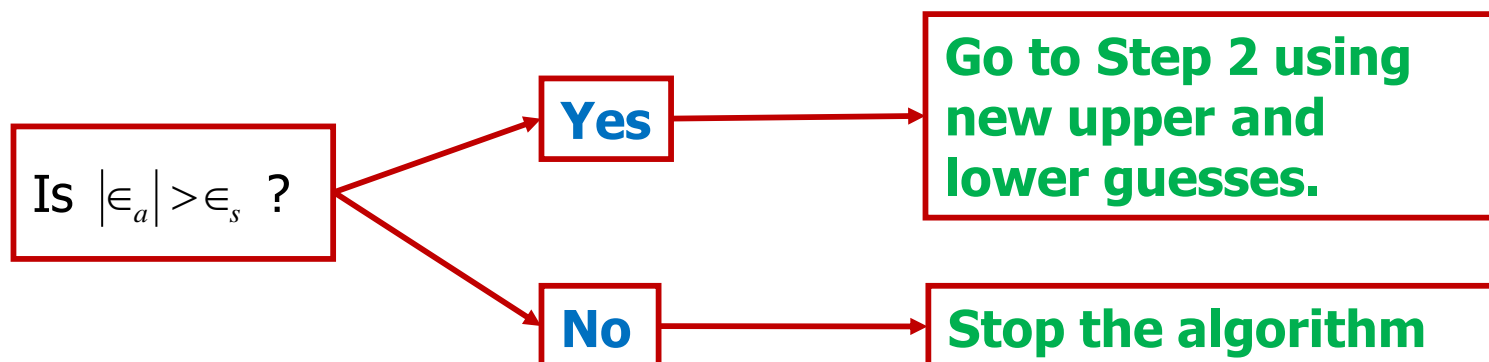 Is |∈ₐ| > ∈ₛ ?
Yes
Go to Step 2 using
new upper and
lower guesses.
No
Stop the algorithm